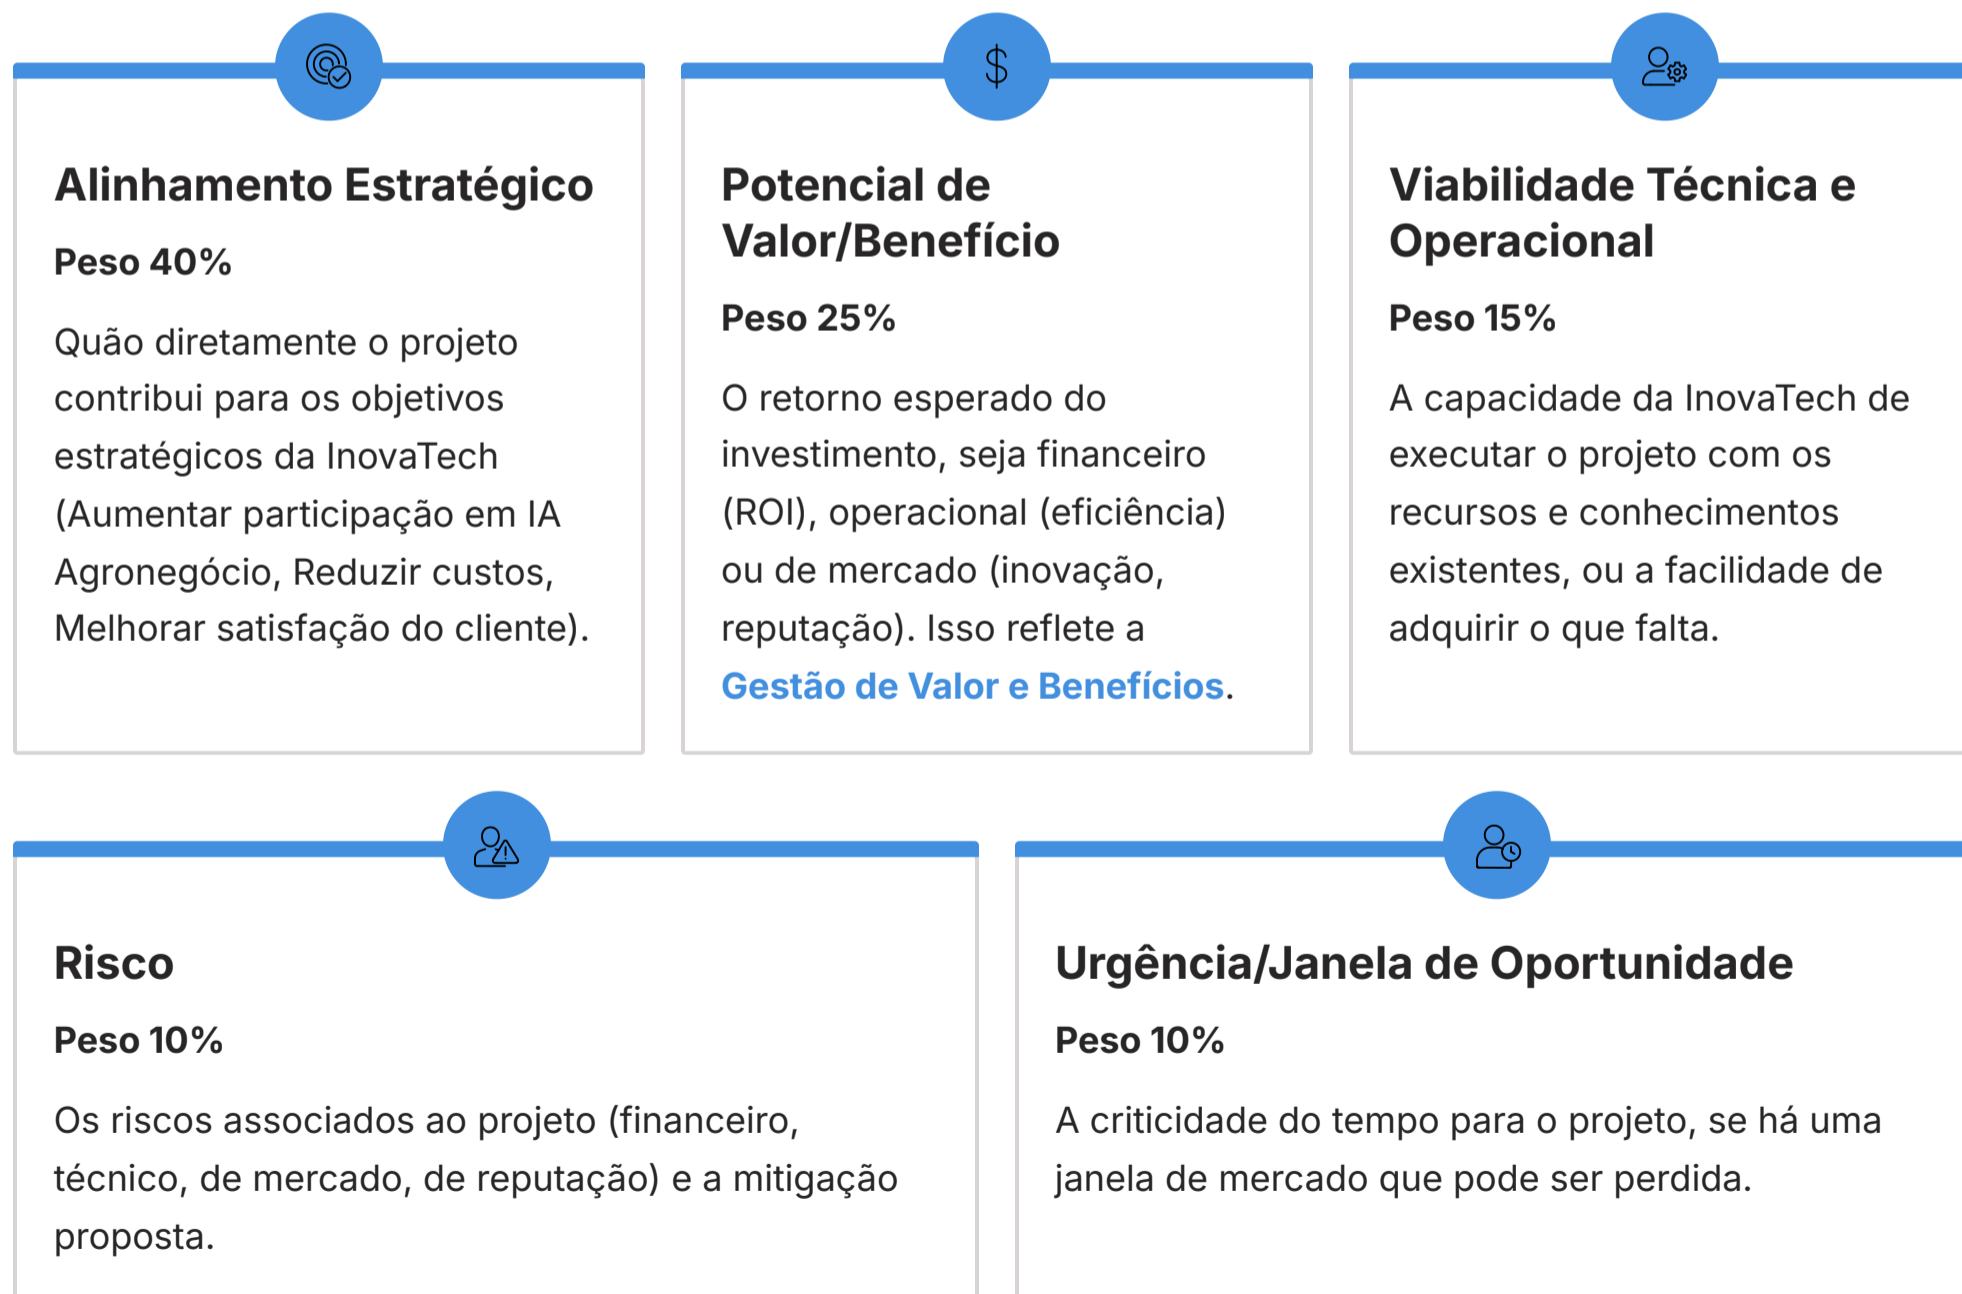 Alinhamento Estratégico
Peso 40%
Quão diretamente o projeto
contribui para os objetivos
estratégicos da InovaTech
(Aumentar participação em IA
Agronegócio, Reduzir custos,
Melhorar satisfação do cliente).
Potencial de
Valor/Benefício
Peso 25%
O retorno esperado do
investimento, seja financeiro
(ROI), operacional (eficiência)
ou de mercado (inovação,
reputação). Isso reflete a
Gestão de Valor e Benefícios.
Viabilidade Técnica e
Operacional
Peso 15%
A capacidade da InovaTech de
executar o projeto com os
recursos e conhecimentos
existentes, ou a facilidade de
adquirir o que falta.
Risco
Peso 10%
Os riscos associados ao projeto (financeiro,
técnico, de mercado, de reputação) e a mitigação
proposta.
Urgência/Janela de Oportunidade
Peso 10%
A criticidade do tempo para o projeto, se há uma
janela de mercado que pode ser perdida.